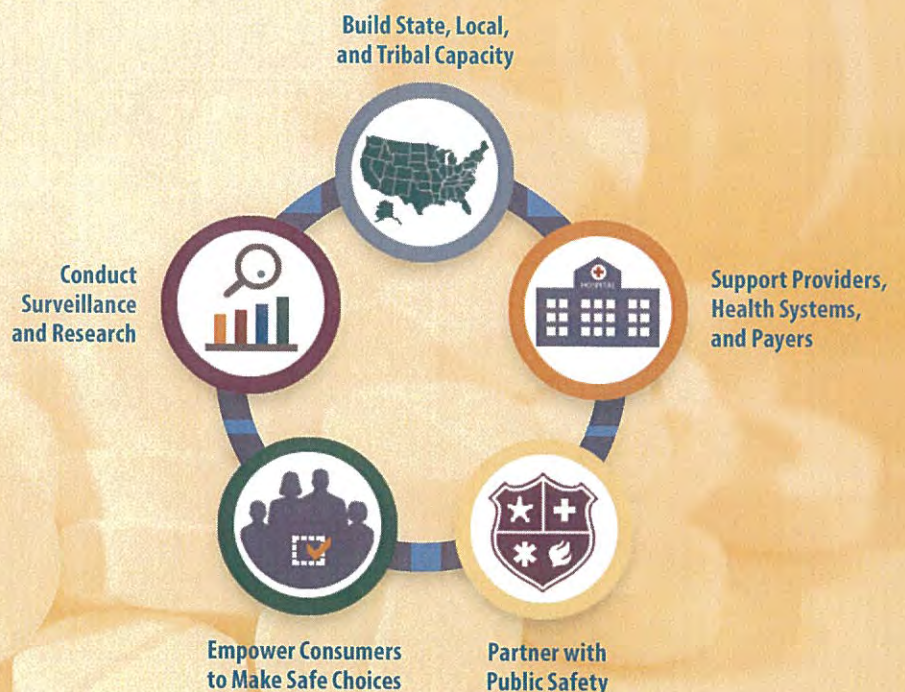 Build State, Local,
and Tribal Capacity
HOSPITAL
Support Providers,
Health Systems,
and Payers
Partner with
Public Safety
Empower Consumers
to Make Safe Choices
Conduct
Surveillance
and Research